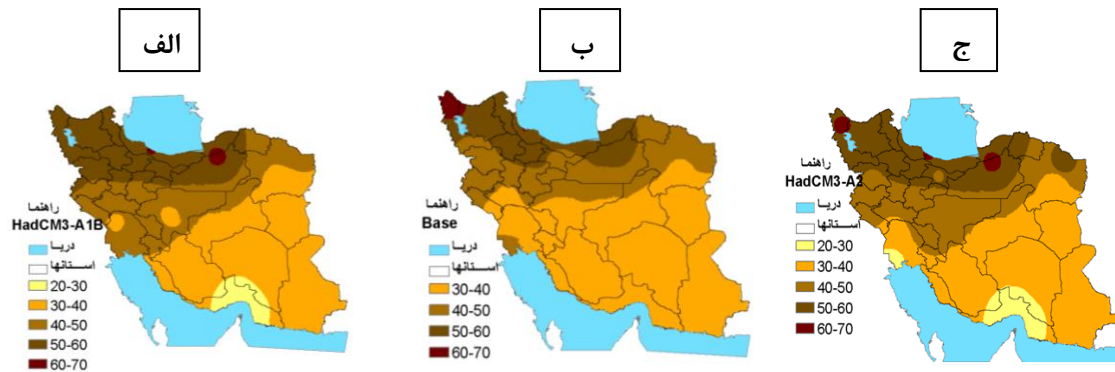 الف
ب
ج
راهنما
HadCM3-A1B
دریا
استانها
20-30
30-40
40-50
50-60
60-70
راهنما
Base
دریا
استانها
30-40
40-50
50-60
60-70
راهنما
HadCM3-A2
دریا
استانها
20-30
30-40
40-50
50-60
60-70